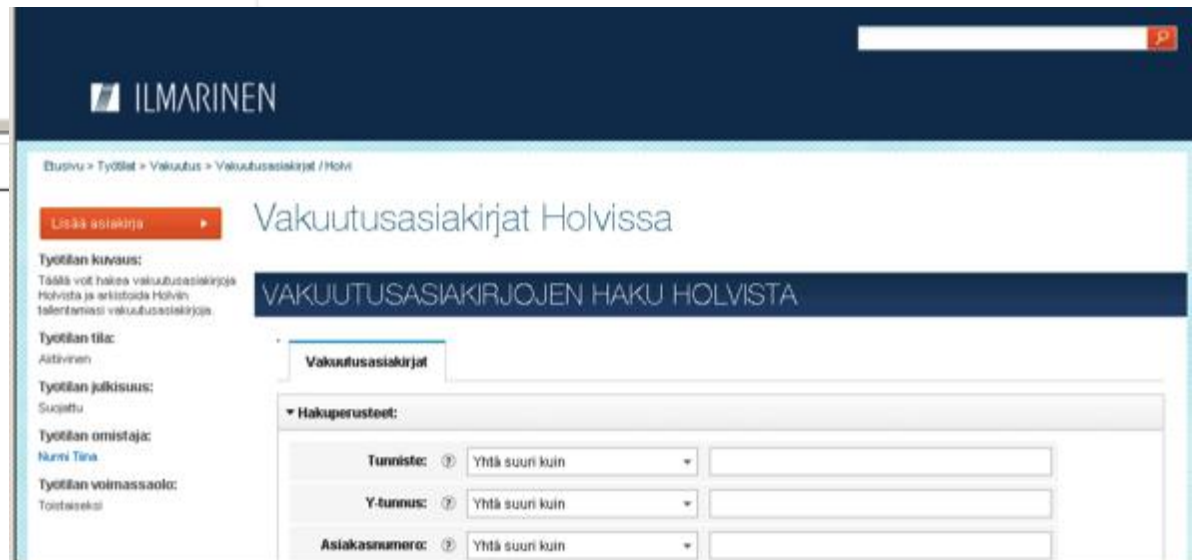 ILMARINEN
Etusivu > Työtilat > Vakuutus > Vakuutusasiakirjat / Holvi
Lisää asiakirja
Työtilan kuvaus:
Täällä voit hakea vakuutusasiakirjoja
Holvista ja arkistoida Holviin
tallentamiasi vakuutusasiakirjoja.
Työtilan tila:
Aktiivinen
Työtilan julkisuus:
Suojattu
Työtilan omistaja:
Nurmi Tiina
Työtilan voimassaolo:
Toistaiseksi
Vakuutusasiakirjat Holvissa
VAKUUTUSASIAKIRJOJEN HAKU HOLVISTA
Vakuutusasiakirjat
Hakuperusteet:
Tunniste: ? Yhtä suuri kuin
Y-tunnus: ? Yhtä suuri kuin
Asiakasnumero: ? Yhtä suuri kuin